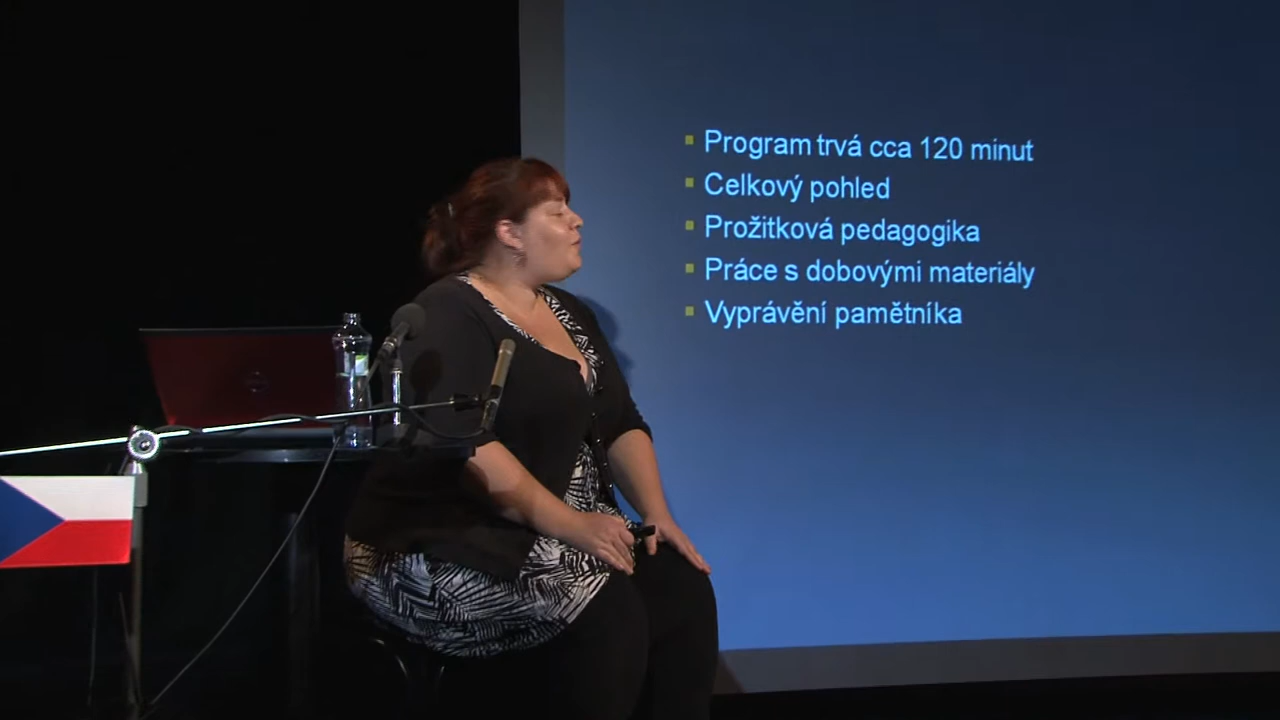 Program trvá cca 120 minut
Celkový pohled
Prožitková pedagogika
Práce s dobovými materiály
Vyprávění pamětníka